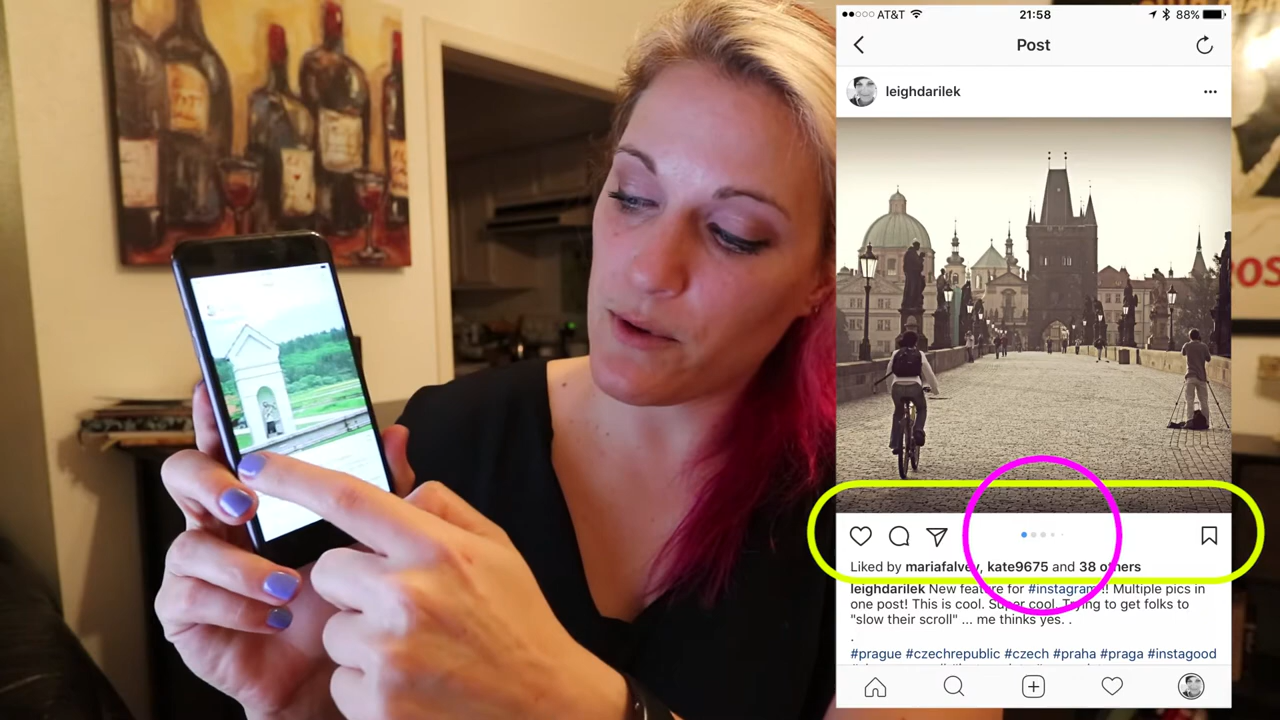 AT&T 21:58 88%
Post
leighdarilek
Liked by mariafalvey, kate9675 and 38 others
leighdarilek New feature for #instagram!! Multiple pics in
one post! This is cool. Super cool. Trying to get folks to
"slow their scroll" ... me thinks yes. .
.
#prague #czechrepublic #czech #praha #praga #instagood